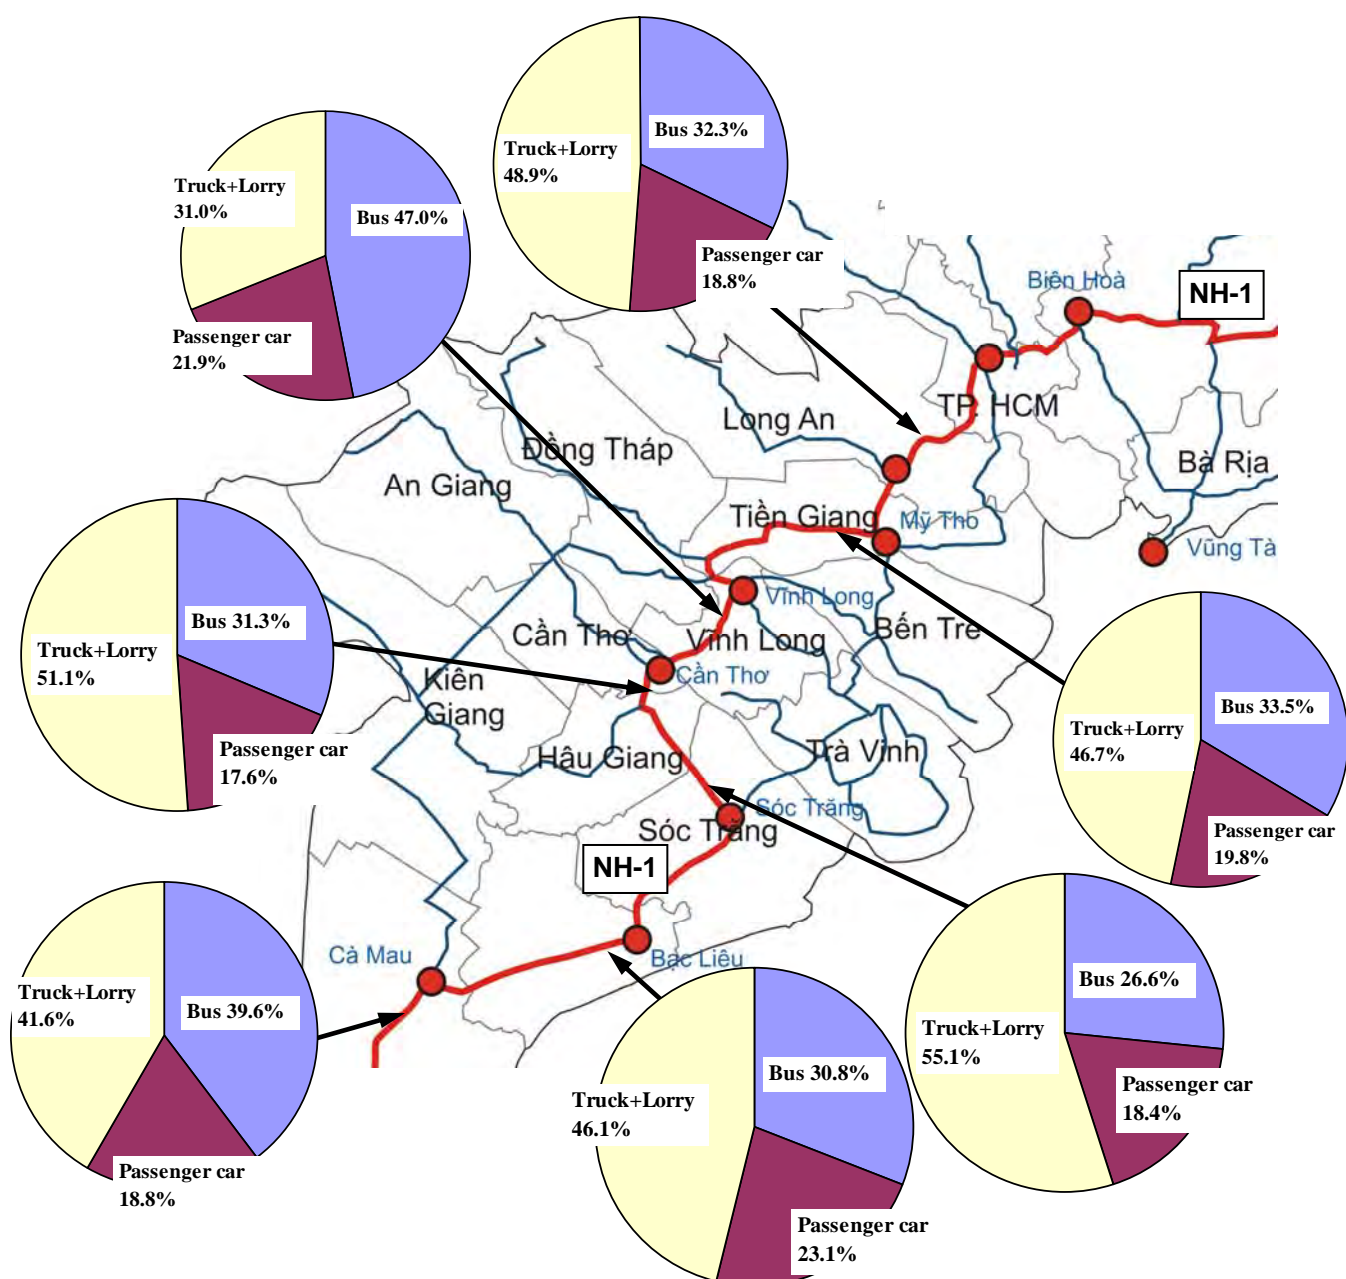 Bus 32.3%
Truck+Lorry
48.9%
Passenger car
18.8%
Truck+Lorry
31.0%
Bus 47.0%
Passenger car
21.9%
Biên Hoà
NH-1
TP. HCM
Long An
Đồng Tháp
An Giang
Bà Rịa
Tiền Giang
Mỹ Tho
Vũng Tà
Bus 31.3%
Truck+Lorry
51.1%
Passenger car
17.6%
Vĩnh Long
Cần Thơ
Vĩnh Long
Bến Tre
Cần Thơ
Kiên
Giang
Hâu Giang
Trà Vinh
Bus 33.5%
Truck+Lorry
46.7%
Passenger car
19.8%
Sóc Trăng
Sóc Trăng
NH-1
Cà Mau
Bạc Liêu
Truck+Lorry
41.6%
Bus 39.6%
Passenger car
18.8%
Bus 30.8%
Truck+Lorry
46.1%
Passenger car
23.1%
Bus 26.6%
Truck+Lorry
55.1%
Passenger car
18.4%